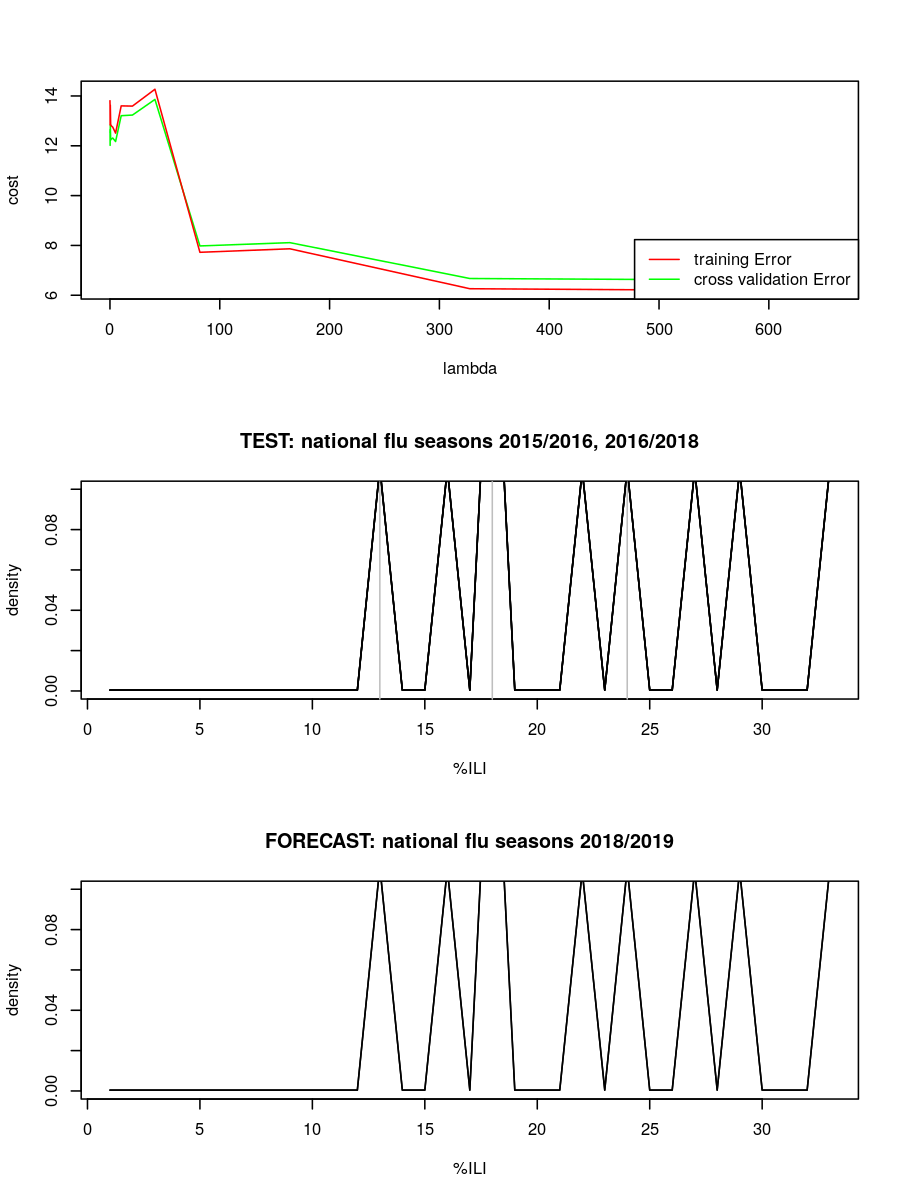 14
12
10
8
6
cost
training Error
cross validation Error
0 100 200 300 400 500 600
lambda
TEST: national flu seasons 2015/2016, 2016/2018
0.08
0.04
0.00
density
0 5 10 15 20 25 30
%ILI
FORECAST: national flu seasons 2018/2019
0.08
0.04
0.00
density
0 5 10 15 20 25 30
%ILI